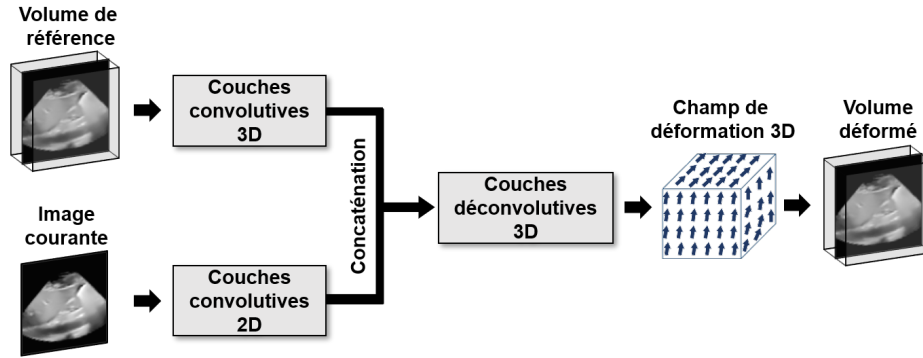 Volume de
référence
Couches
convolutives
3D
Image
courante
Couches
convolutives
2D
Concaténation
Couches
déconvolutives
3D
Champ de
déformation 3D
Volume
déformé